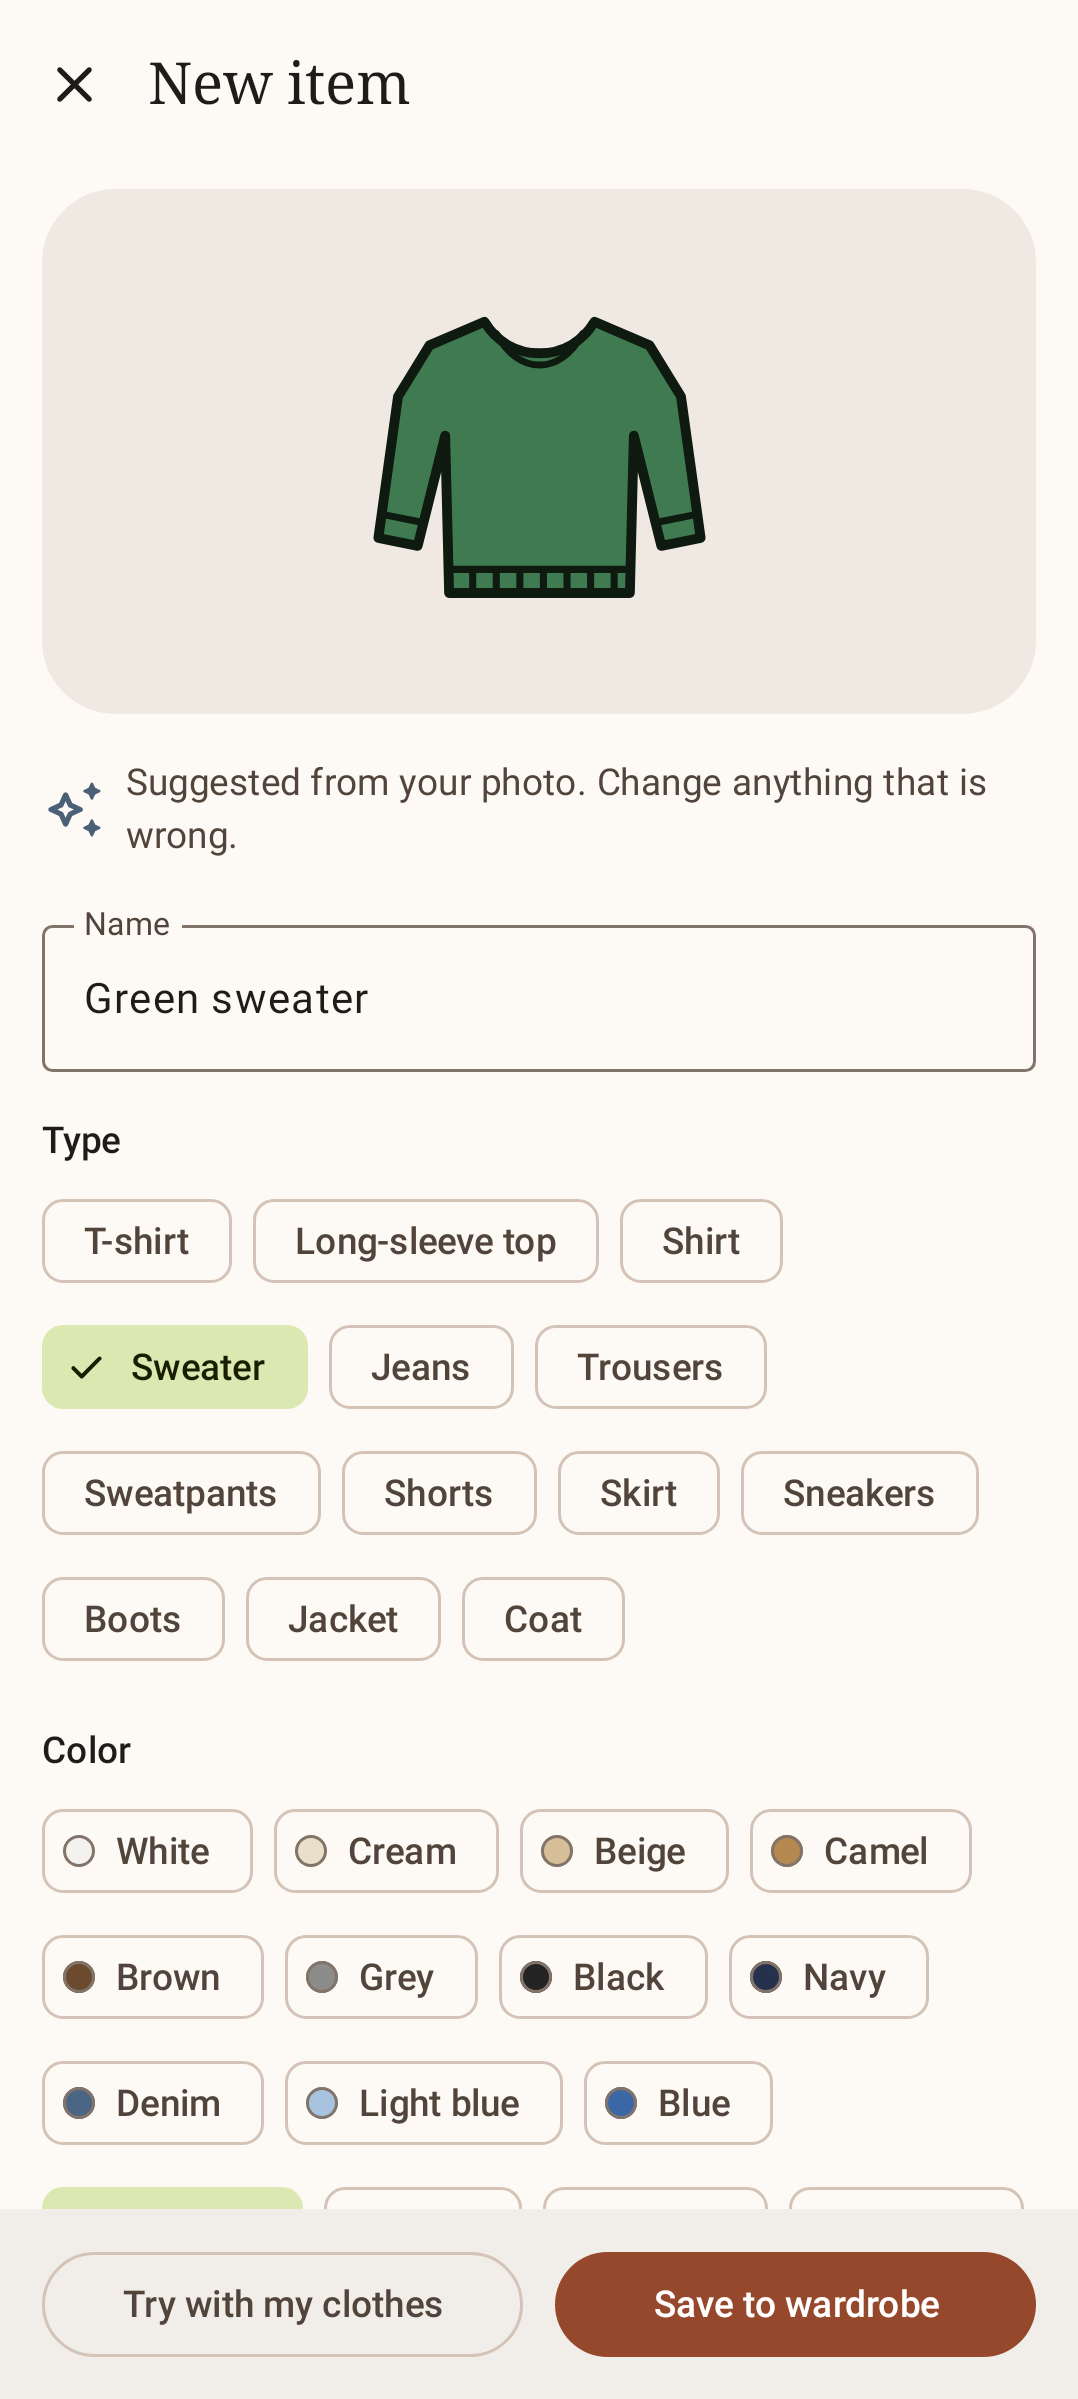 New item
Suggested from your photo. Change anything that is
wrong.
Name
Green sweater
Type
T-shirt Long-sleeve top Shirt
Sweater Jeans Trousers
Sweatpants Shorts Skirt Sneakers
Boots Jacket Coat
Color
White Cream Beige Camel
Brown Grey Black Navy
Denim Light blue Blue
Try with my clothes Save to wardrobe